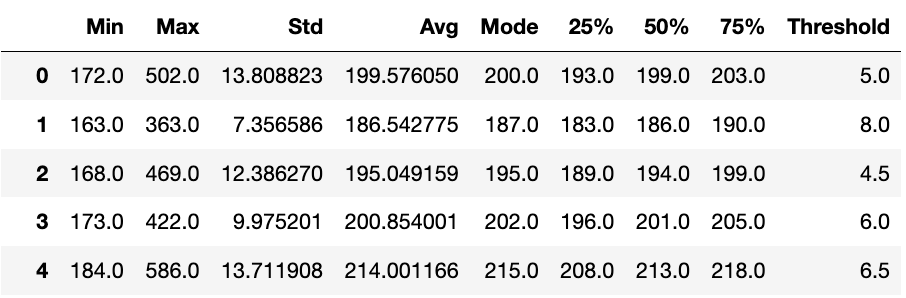 Min Max Std Avg Mode 25% 50% 75% Threshold
0 172.0 502.0 13.808823 199.576050 200.0 193.0 199.0 203.0 5.0
1 163.0 363.0 7.356586 186.542775 187.0 183.0 186.0 190.0 8.0
2 168.0 469.0 12.386270 195.049159 195.0 189.0 194.0 199.0 4.5
3 173.0 422.0 9.975201 200.854001 202.0 196.0 201.0 205.0 6.0
4 184.0 586.0 13.711908 214.001166 215.0 208.0 213.0 218.0 6.5